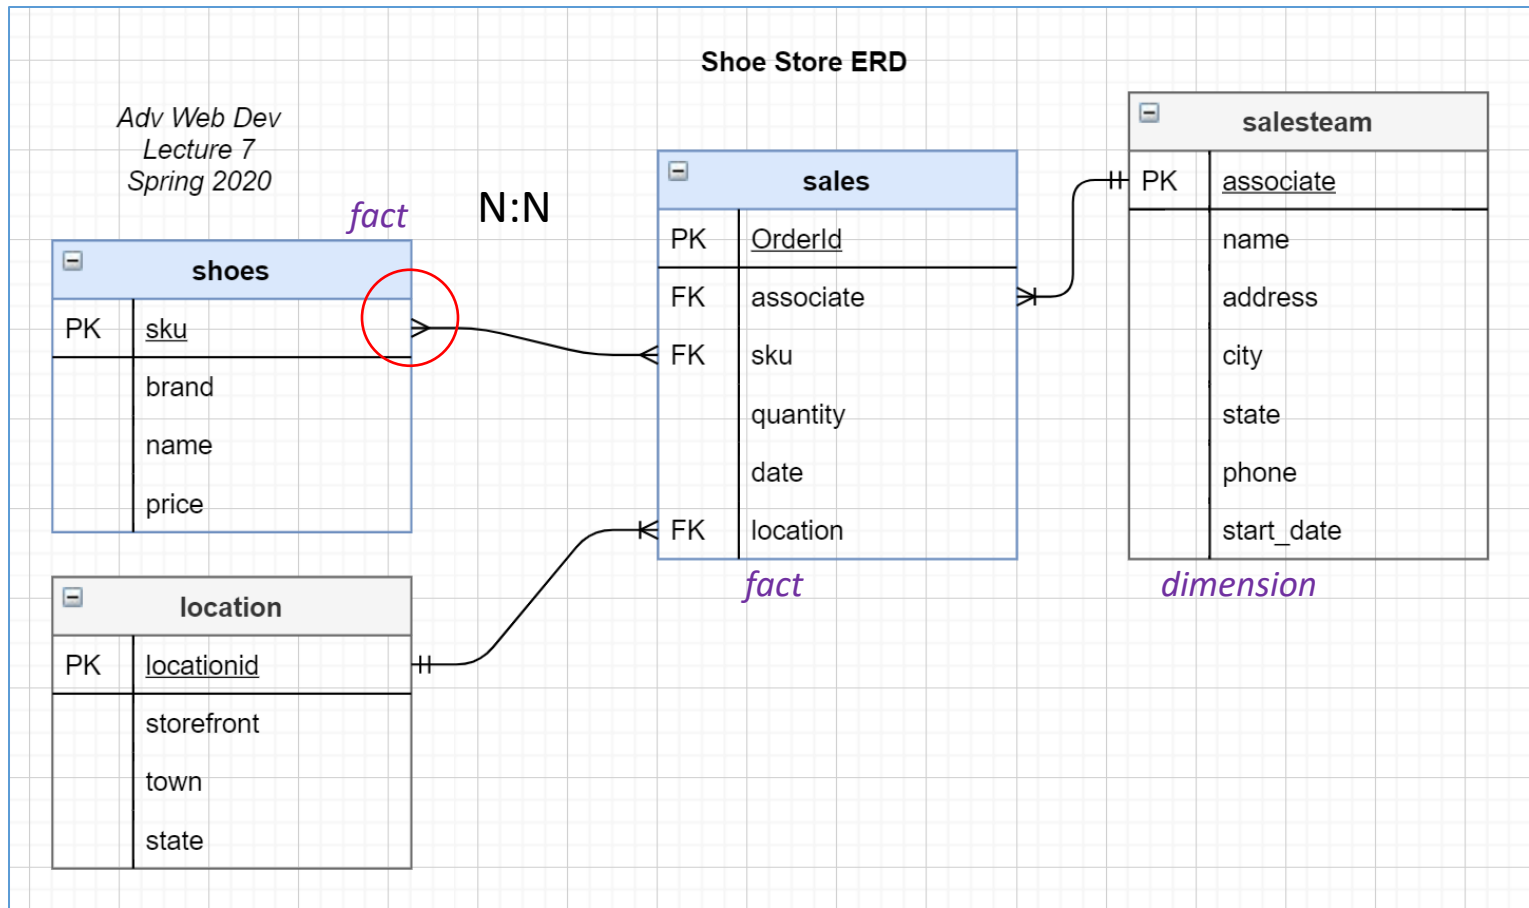 Shoe Store ERD
Adv Web Dev
Lecture 7
Spring 2020
fact
N:N
shoes
PK sku
brand
name
price
location
PK locationid
storefront
town
state
sales
PK OrderId
FK associate
FK sku
quantity
date
FK location
fact
salesteam
PK associate
name
address
city
state
phone
start_date
dimension